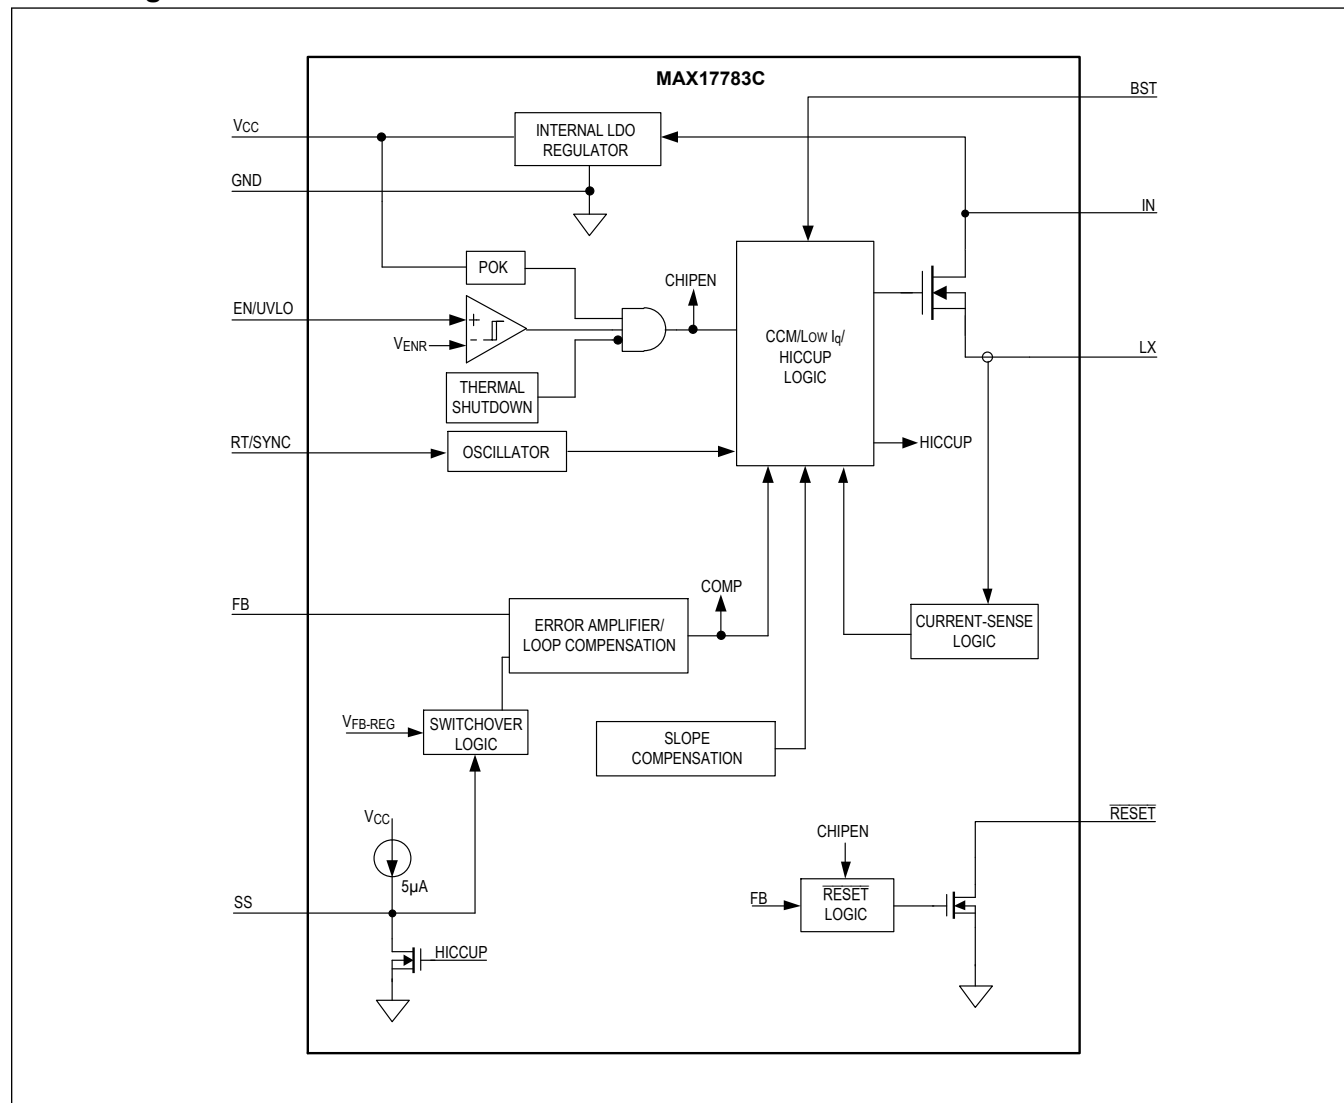 MAX17783C
BST
VCC
INTERNAL LDO
REGULATOR
GND
IN
POK
CHIPEN
EN/UVLO
+
-
VENR
CCM/LOW Iq/
HICCUP
LOGIC
LX
THERMAL
SHUTDOWN
RT/SYNC
OSCILLATOR
HICCUP
COMP
FB
ERROR AMPLIFIER/
LOOP COMPENSATION
CURRENT-SENSE
LOGIC
VFB-REG
SWITCHOVER
LOGIC
SLOPE
COMPENSATION
VCC
RESET
CHIPEN
5µA
FB
RESET
LOGIC
SS
HICCUP